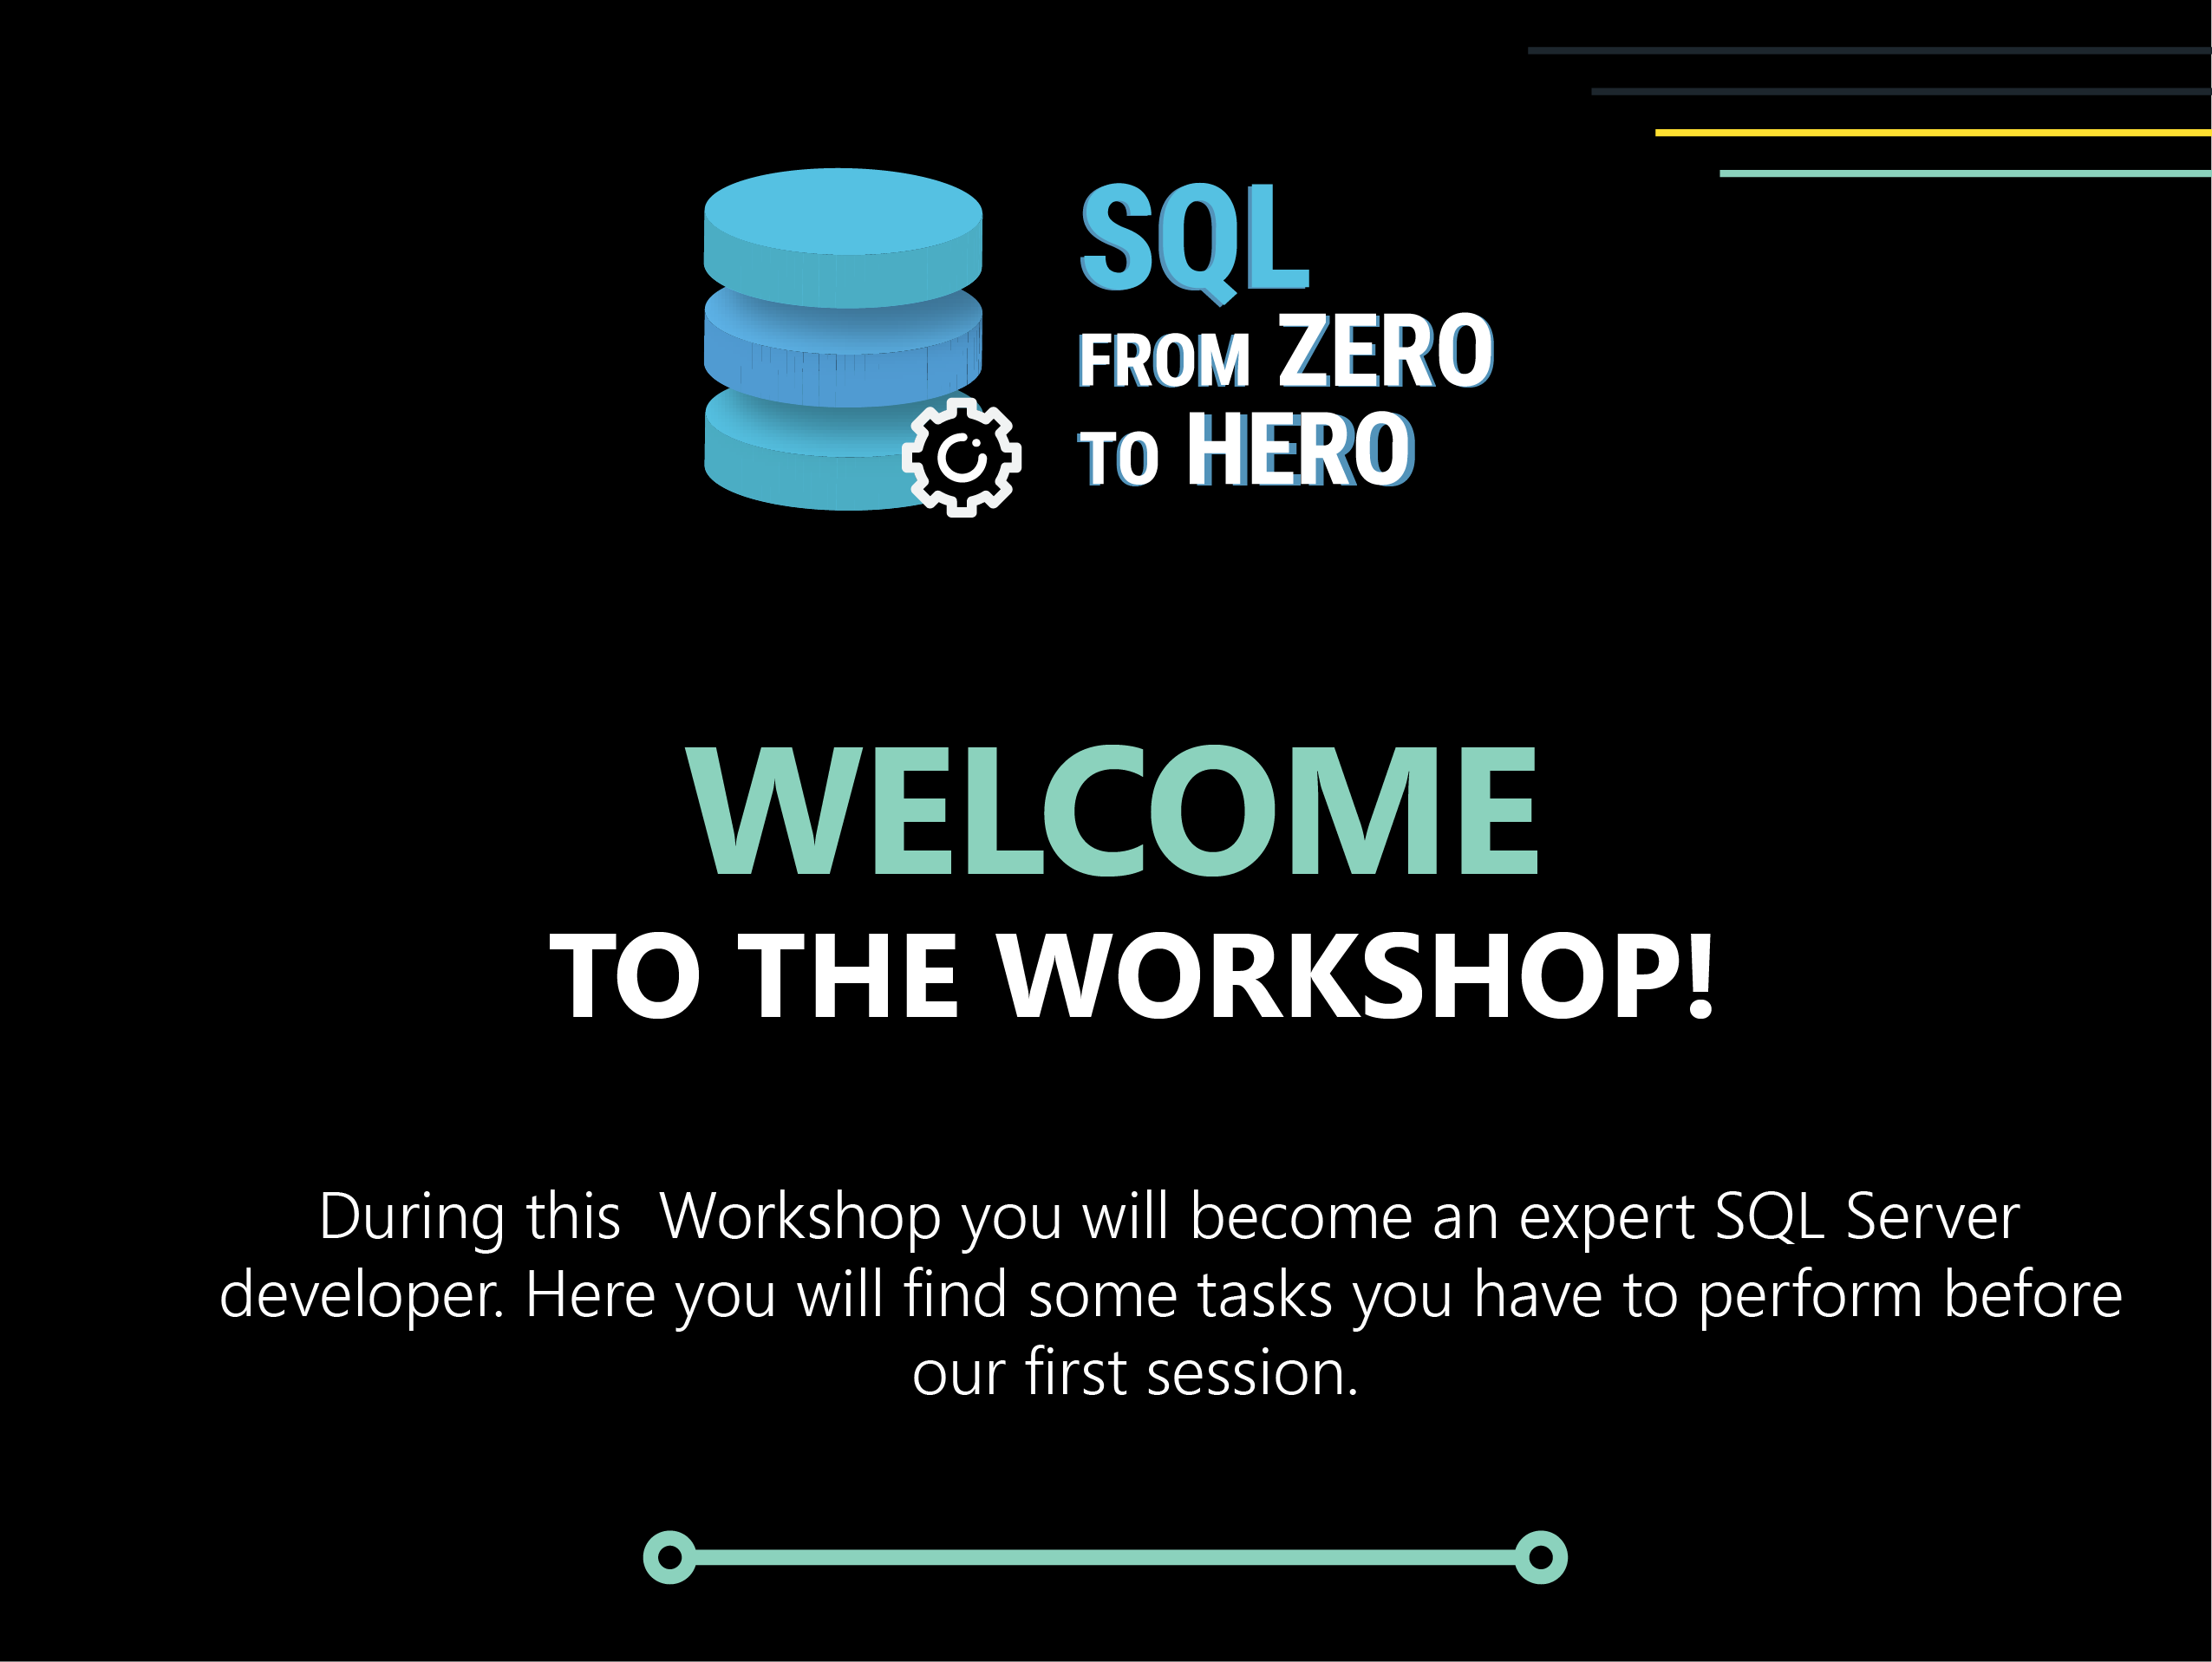 SQL
FROM ZERO
TO HERO
WELCOME
TO THE WORKSHOP!
During this  Workshop you will become an expert SQL Server
developer. Here you will find some tasks you have to perform before
our first session.